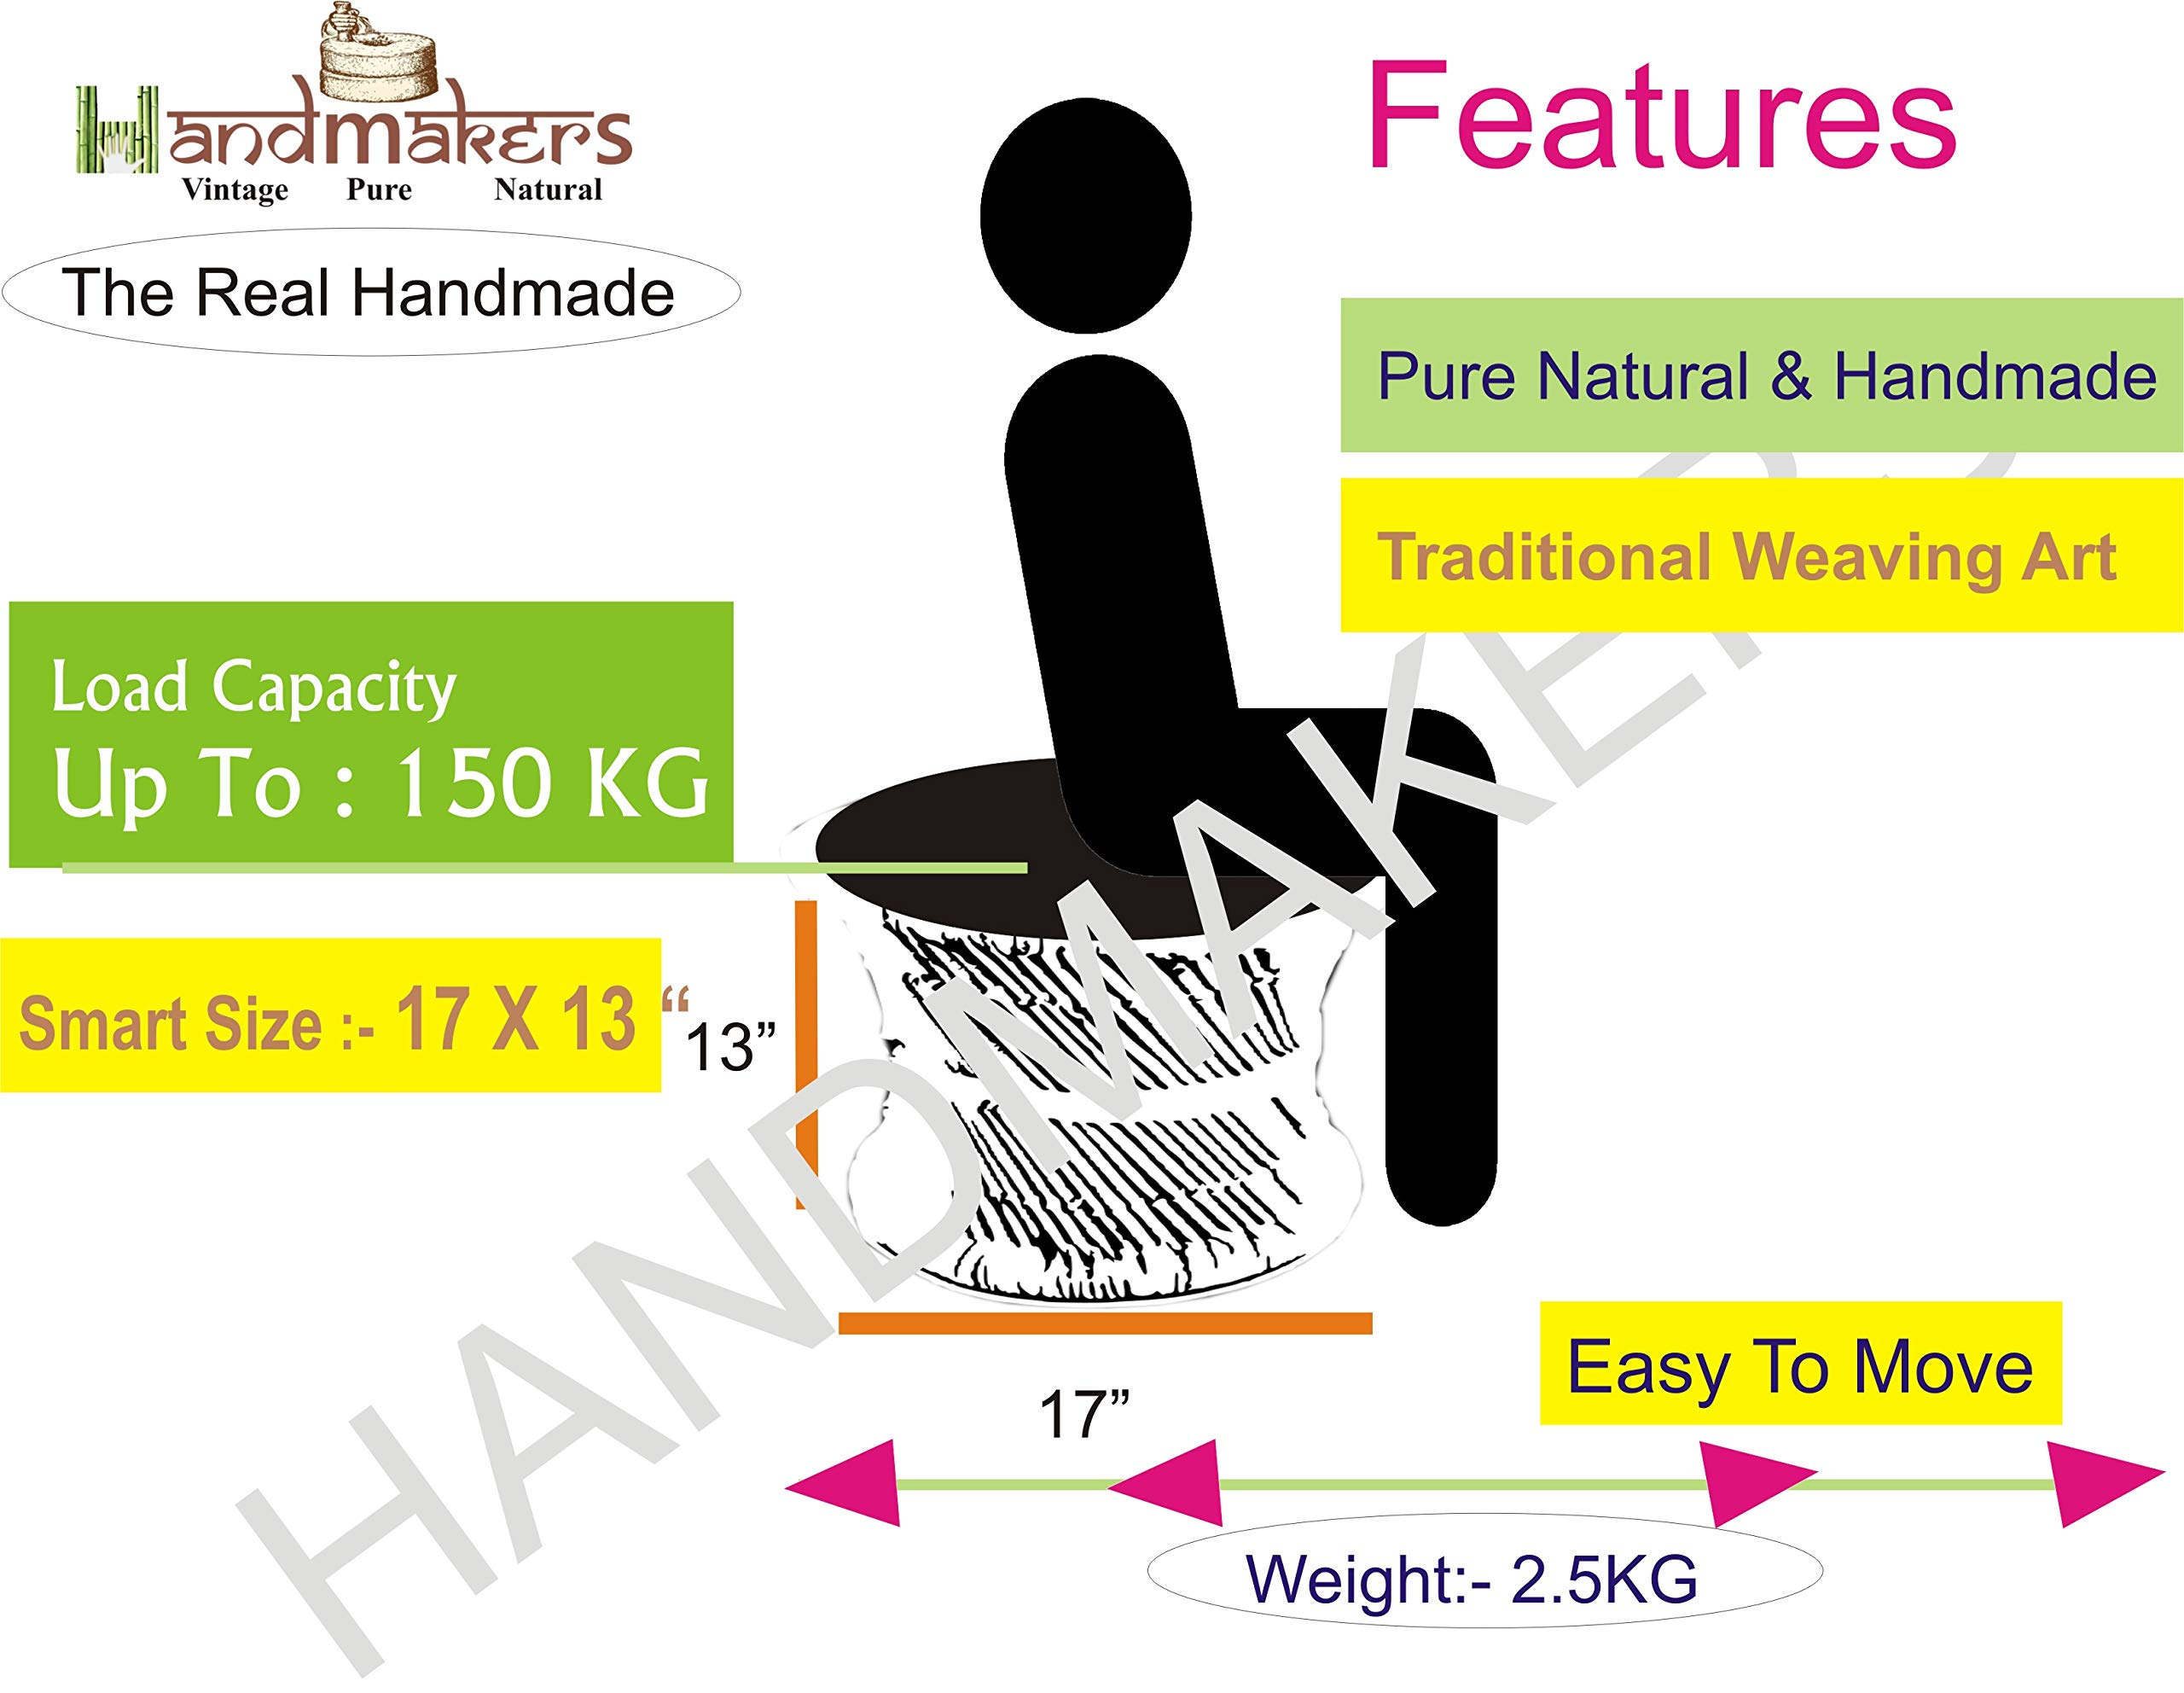 Handmakers
Vintage Pure Natural
The Real Handmade
Features
Pure Natural & Handmade
Traditional Weaving Art
Load Capacity
Up To : 150 KG
Smart Size :- 17 X 13 “
13”
17”
Easy To Move
Weight:- 2.5KG
HANDMAKERS